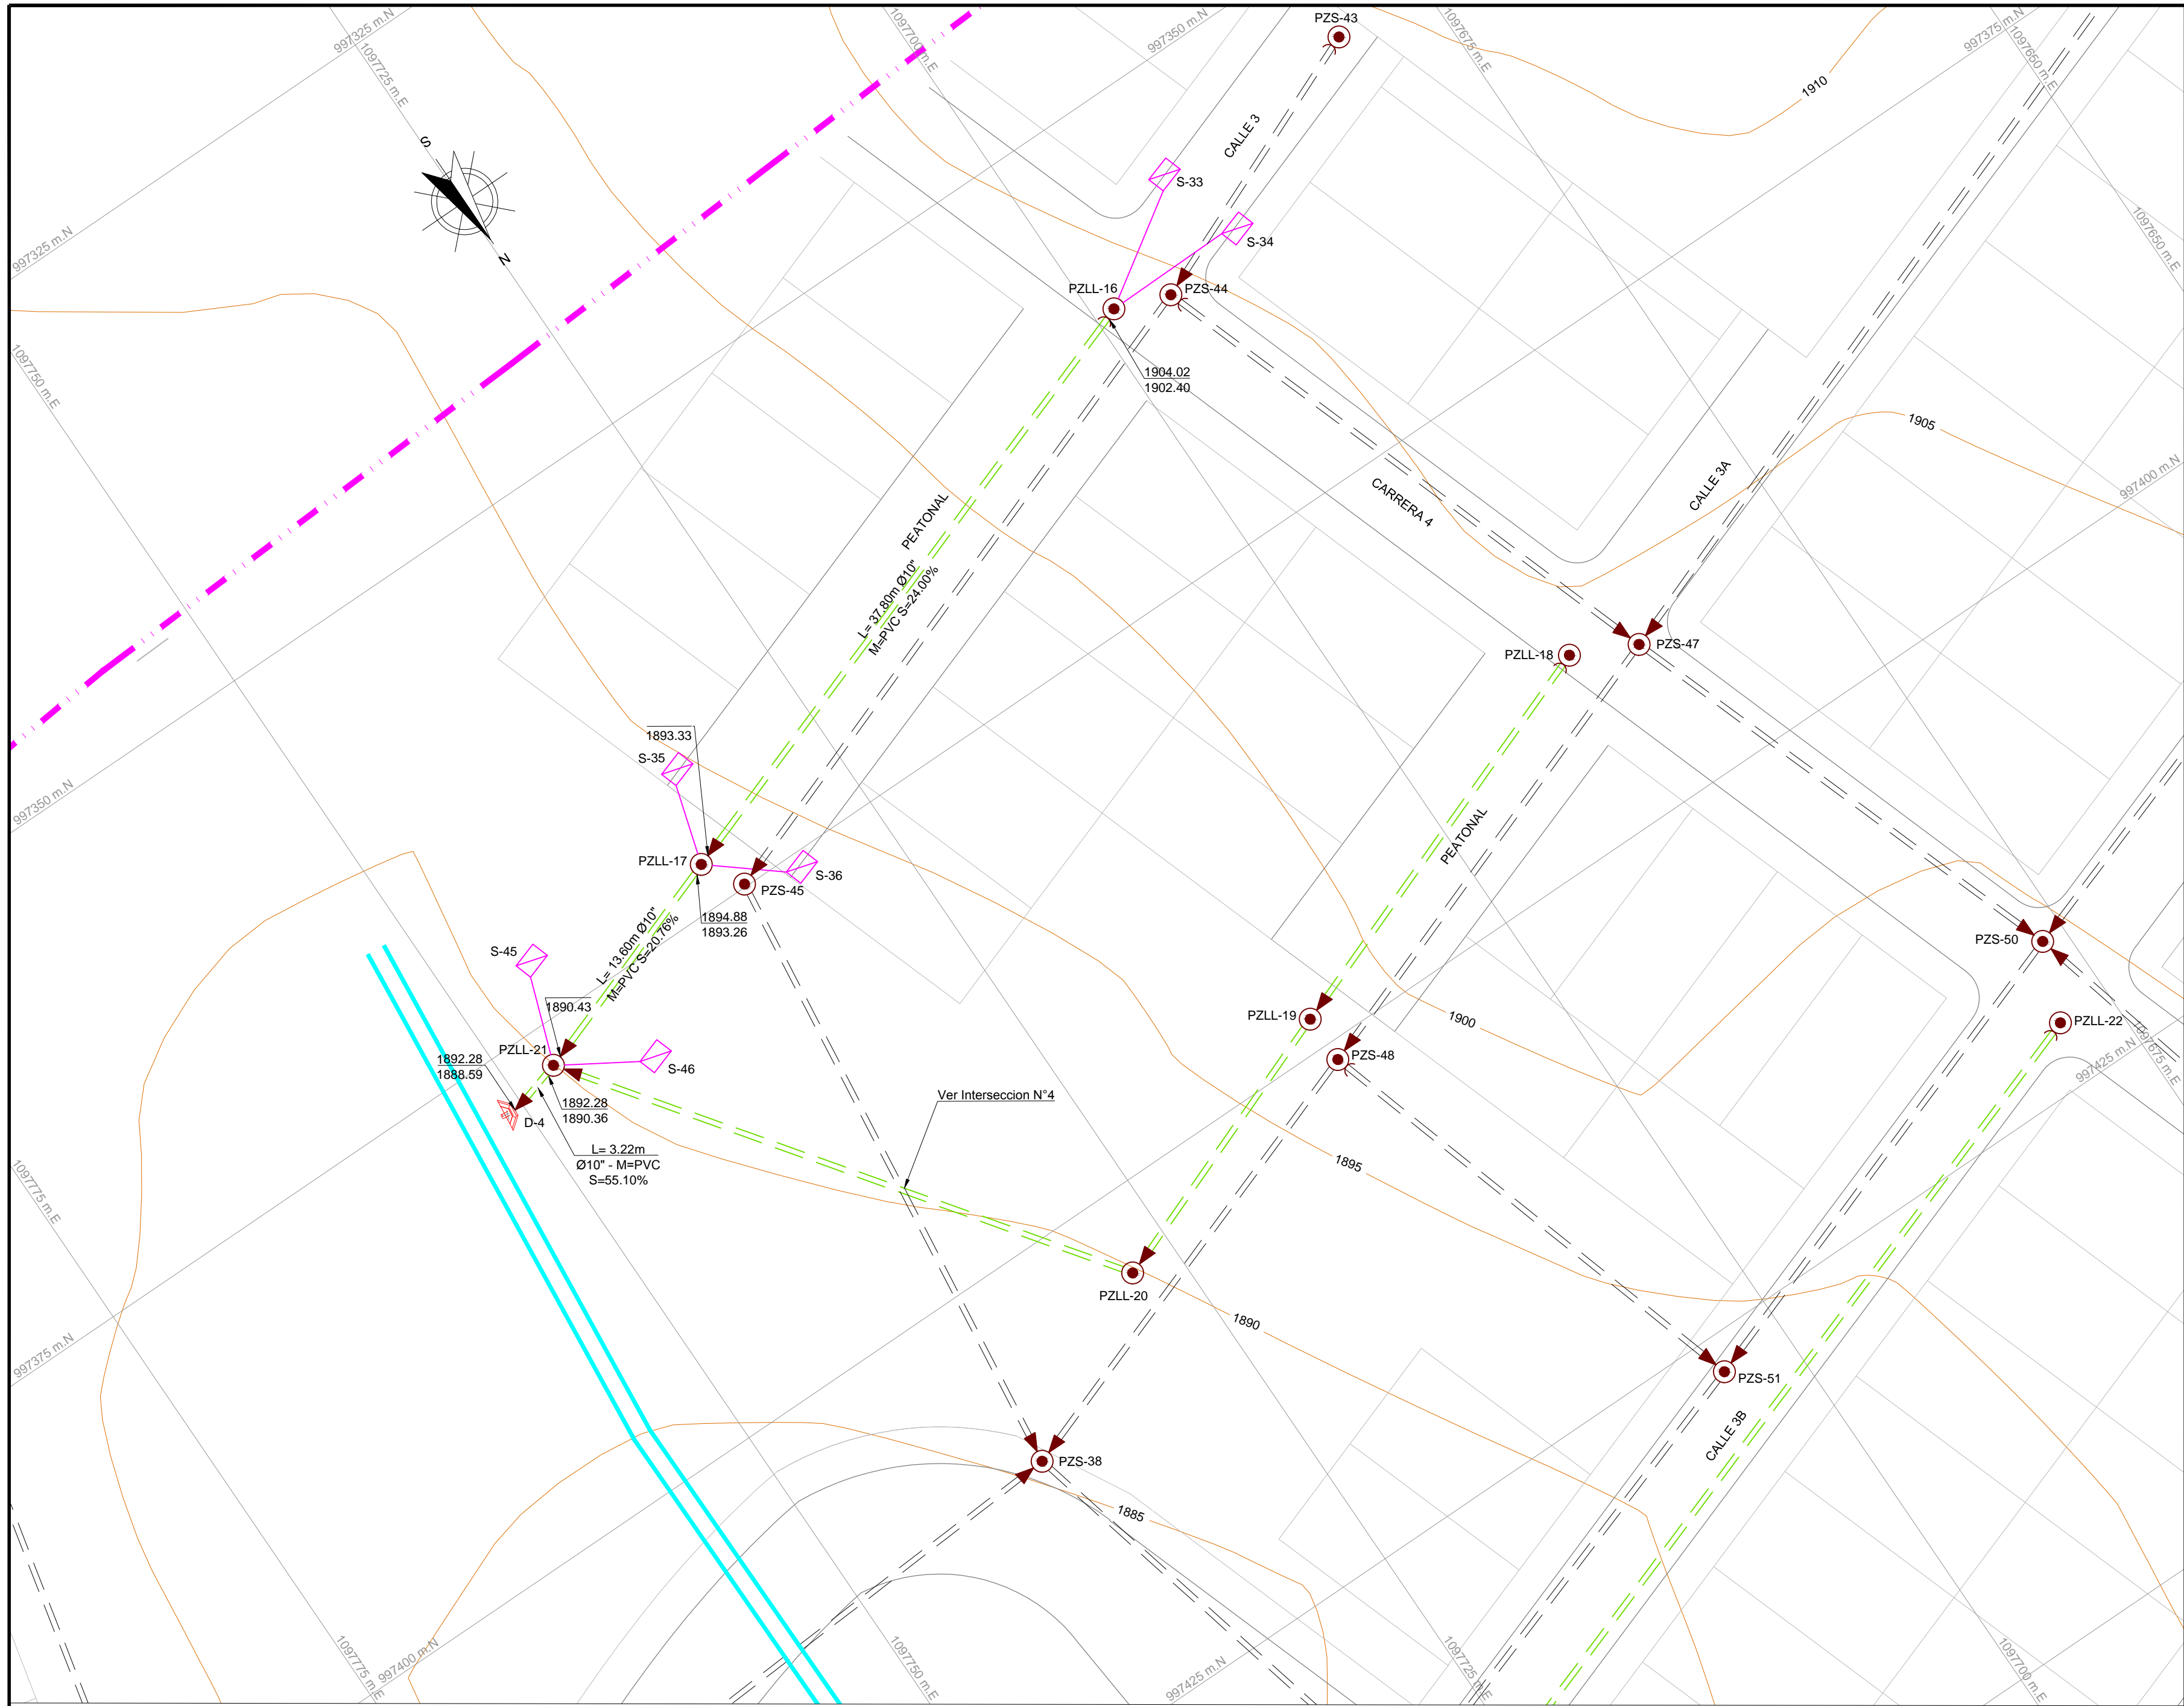 997325 m.N
1097725 m.E
1097700 m.E
997350 m.N
PZS-43
1097675 m.E
997375 m.N
1097650 m.E
1910
CALLE 3
S
N
S-33
S-34
997325 m.N
1097650 m.E
PZLL-16
PZS-44
1904.02
1902.40
1097750 m.E
1905
CALLE 3A
997400 m.N
CARRERA 4
PEATONAL
L= 37.80m Ø10"
M=PVC S=24.00%
PZLL-18
PZS-47
1893.33
S-35
997350 m.N
PEATONAL
PZLL-17
S-36
PZS-45
1894.88
1893.26
L= 13.60m Ø10"
M=PVC S=20.76%
S-45
PZS-50
1890.43
PZLL-19
1900
PZLL-22
1097675 m.E
997425 m.N
PZLL-21
1892.28
1888.59
S-46
PZS-48
D-4
1892.28
1890.36
Ver Interseccion N°4
L= 3.22m
Ø10" - M=PVC
S=55.10%
1895
1097775 m.E
PZLL-20
1890
997375 m.N
PZS-51
CALLE 3B
PZS-38
1885
1097775 m.E
997400 m.N
1097750 m.E
997425 m.N
1097725 m.E
1097700 m.E